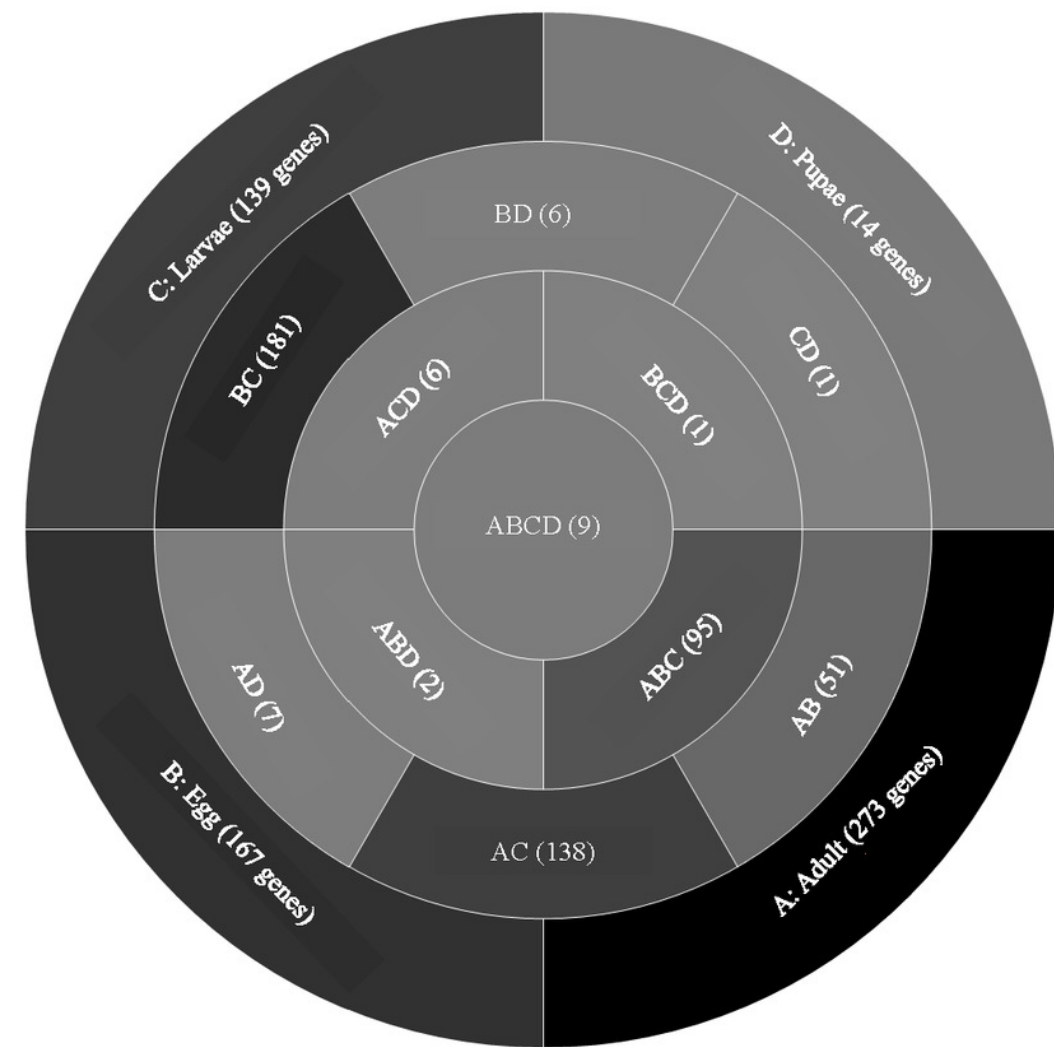 C: Larvae (139 genes)
D: Pupae (14 genes)
BD (6)
BC (181)
CD (1)
ACD (6)
BCD (1)
ABCD (9)
AD (7)
ABD (2)
ABC (95)
AB (51)
B: Egg (167 genes)
AC (138)
A: Adult (273 genes)